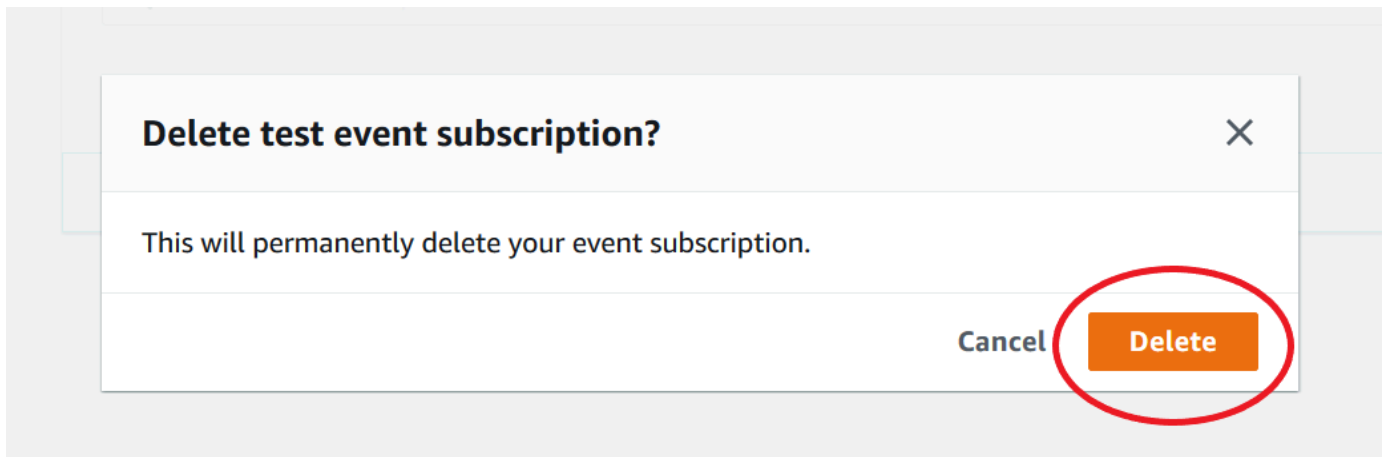 Delete test event subscription?
This will permanently delete your event subscription.
Cancel Delete